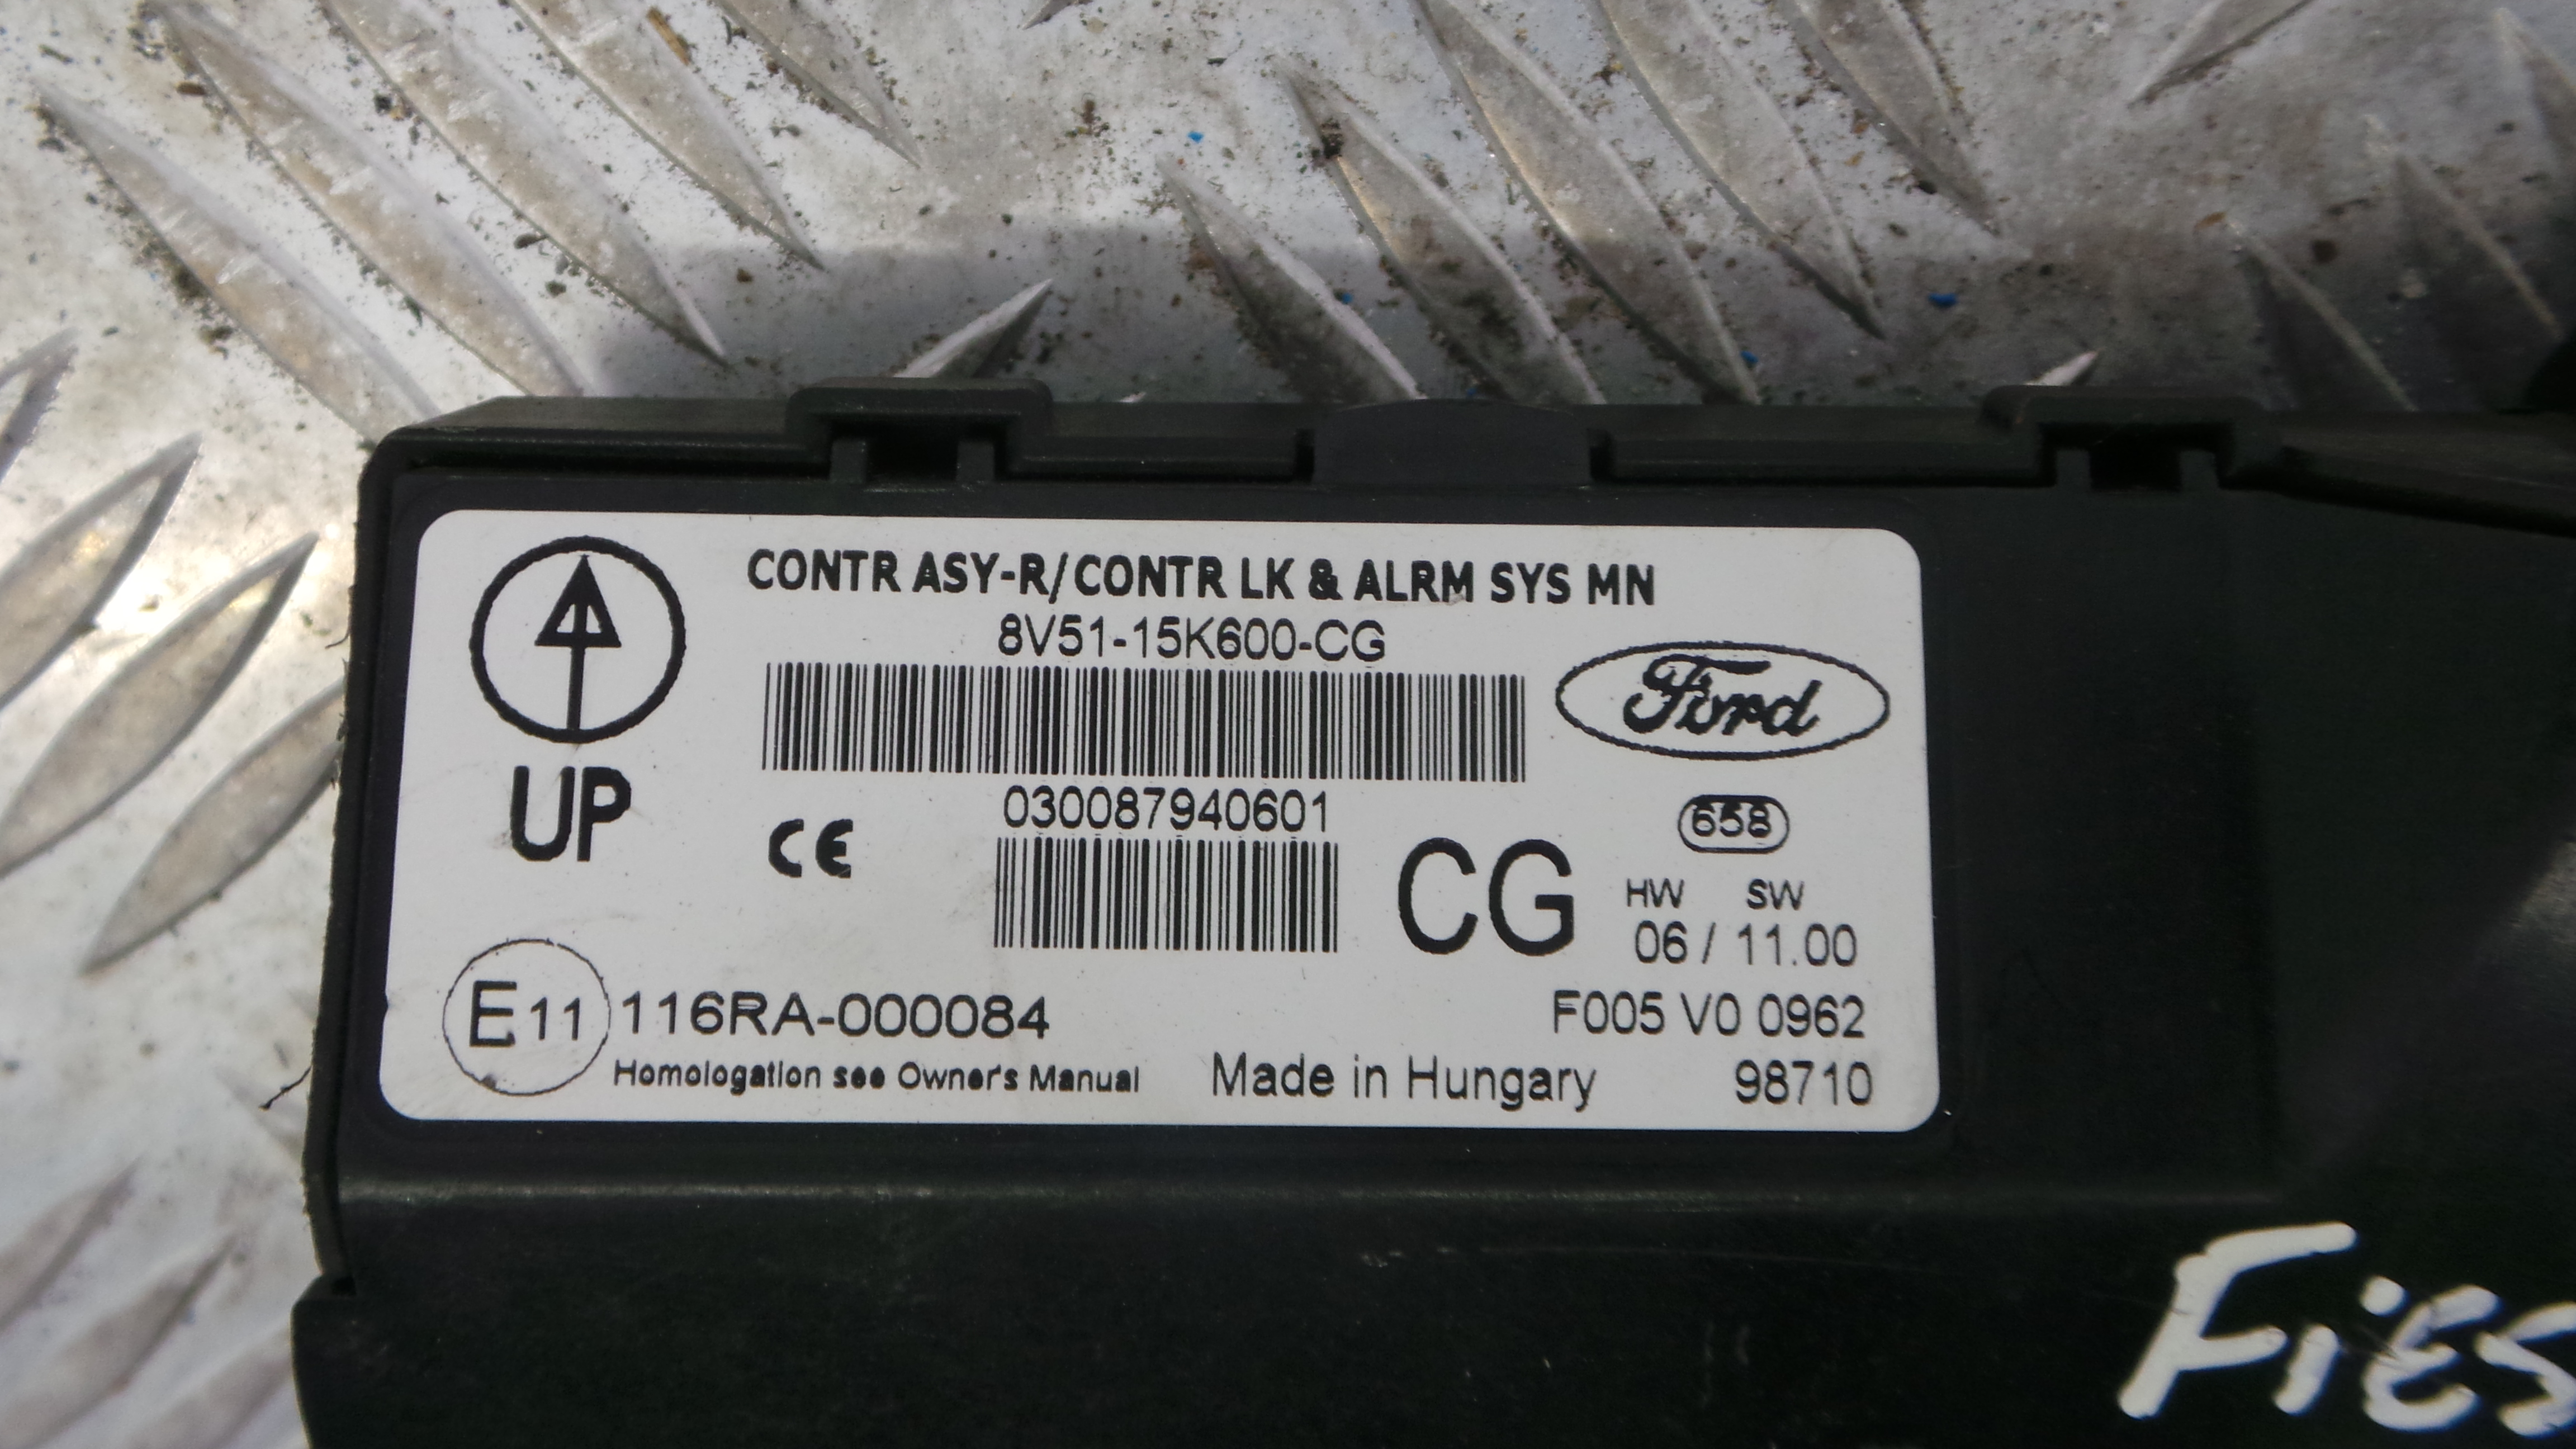 CONTR ASY-R/CONTR LK & ALRM SYS MN
8V51-15K600-CG
Ford
UP
CE
030087940601
CG
658
HW SW
06 / 11.00
E11 116RA-000084
F005 V0 0962
Homologation see Owner's Manual
Made in Hungary
98710
Fies